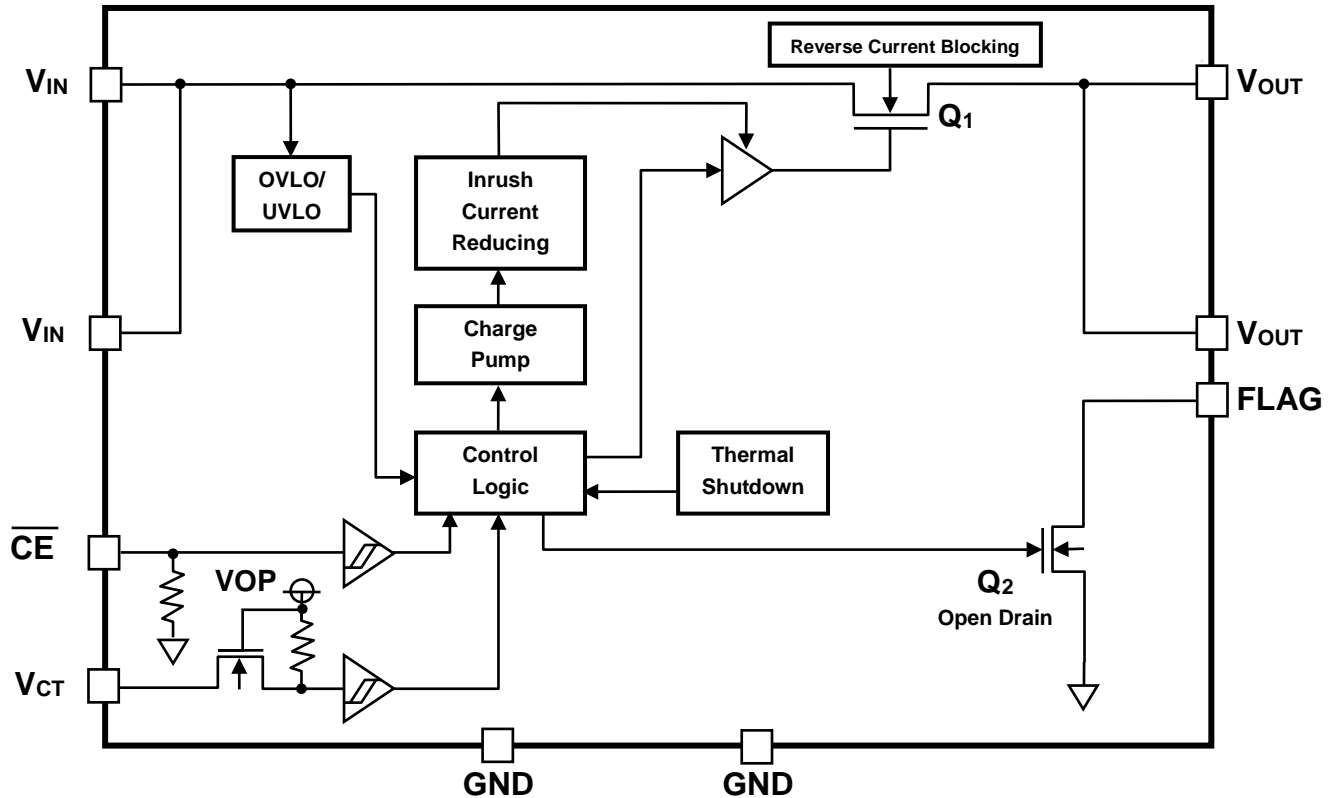 Reverse Current Blocking
VIN
VOUT
Q1
OVLO/
UVLO
Inrush
Current
Reducing
VIN
Charge
Pump
VOUT
FLAG
Control
Logic
Thermal
Shutdown
CE
VOP
Q2
Open Drain
VCT
GND
GND